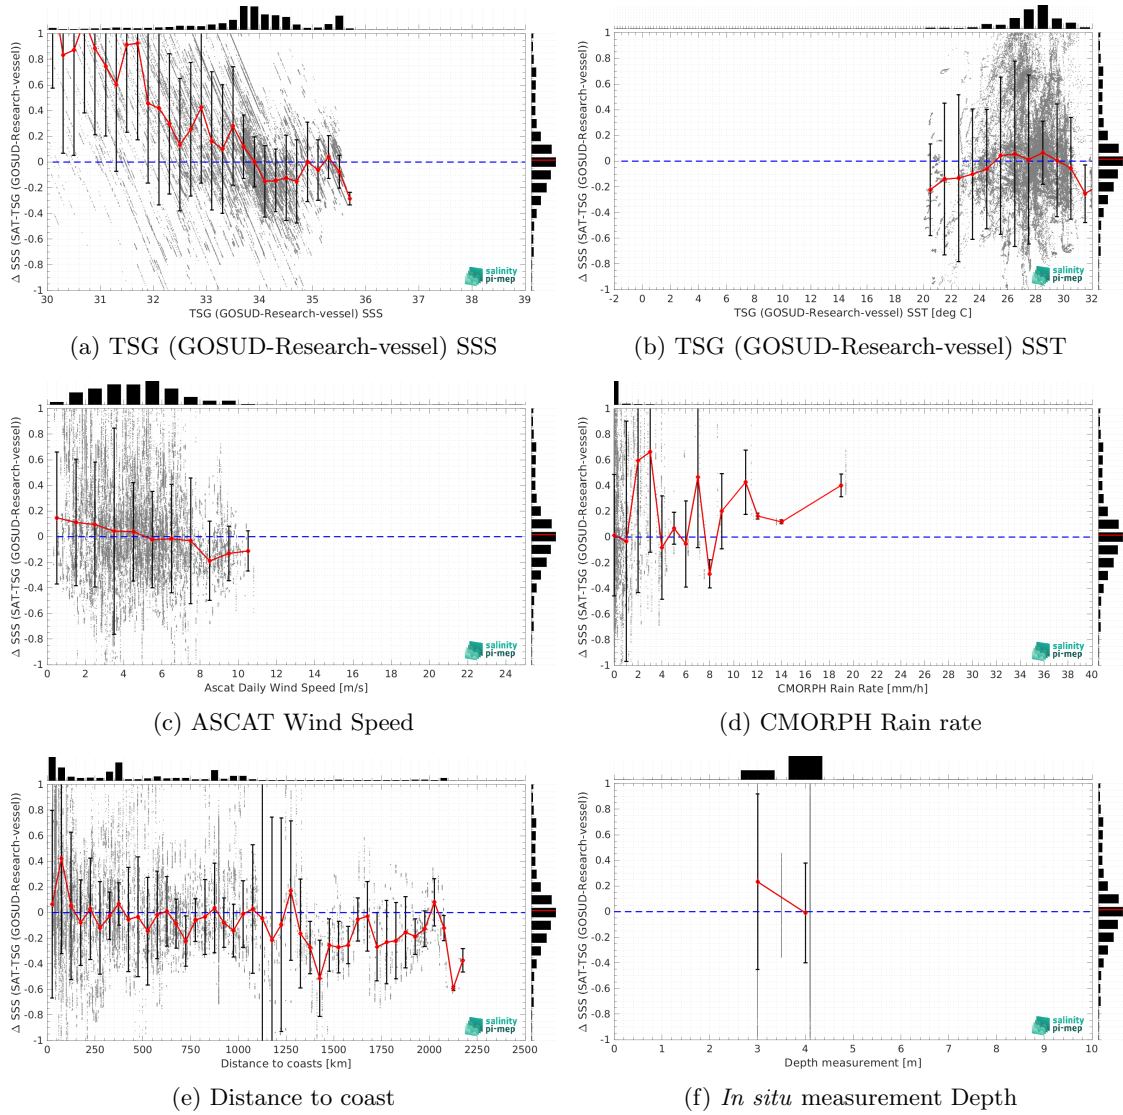 Δ SSS (SAT-TSG (GOSUD-Research-vessel))
1
0.8
0.6
0.4
0.2
0
-0.2
-0.4
-0.6
-0.8
-1
30 31 32 33 34 35 36 37 38 39
TSG (GOSUD-Research-vessel) SSS
salinity
pi-mep
(a) TSG (GOSUD-Research-vessel) SSS
Δ SSS (SAT-TSG (GOSUD-Research-vessel))
1
0.8
0.6
0.4
0.2
0
-0.2
-0.4
-0.6
-0.8
-1
-2 0 2 4 6 8 10 12 14 16 18 20 22 24 26 28 30 32
TSG (GOSUD-Research-vessel) SST [deg C]
salinity
pi-mep
(b) TSG (GOSUD-Research-vessel) SST
Δ SSS (SAT-TSG (GOSUD-Research-vessel))
1
0.8
0.6
0.4
0.2
0
-0.2
-0.4
-0.6
-0.8
-1
0 2 4 6 8 10 12 14 16 18 20 22 24
Ascat Daily Wind Speed [m/s]
salinity
pi-mep
(c) ASCAT Wind Speed
Δ SSS (SAT-TSG (GOSUD-Research-vessel))
1
0.8
0.6
0.4
0.2
0
-0.2
-0.4
-0.6
-0.8
-1
0 2 4 6 8 10 12 14 16 18 20 22 24 26 28 30 32 34 36 38 40
CMORPH Rain Rate [mm/h]
salinity
pi-mep
(d) CMORPH Rain rate
Δ SSS (SAT-TSG (GOSUD-Research-vessel))
1
0.8
0.6
0.4
0.2
0
-0.2
-0.4
-0.6
-0.8
-1
0 250 500 750 1000 1250 1500 1750 2000 2250 2500
Distance to coasts [km]
salinity
pi-mep
(e) Distance to coast
Δ SSS (SAT-TSG (GOSUD-Research-vessel))
1
0.8
0.6
0.4
0.2
0
-0.2
-0.4
-0.6
-0.8
-1
0 1 2 3 4 5 6 7 8 9 10
Depth measurement [m]
salinity
pi-mep
(f) In situ measurement Depth